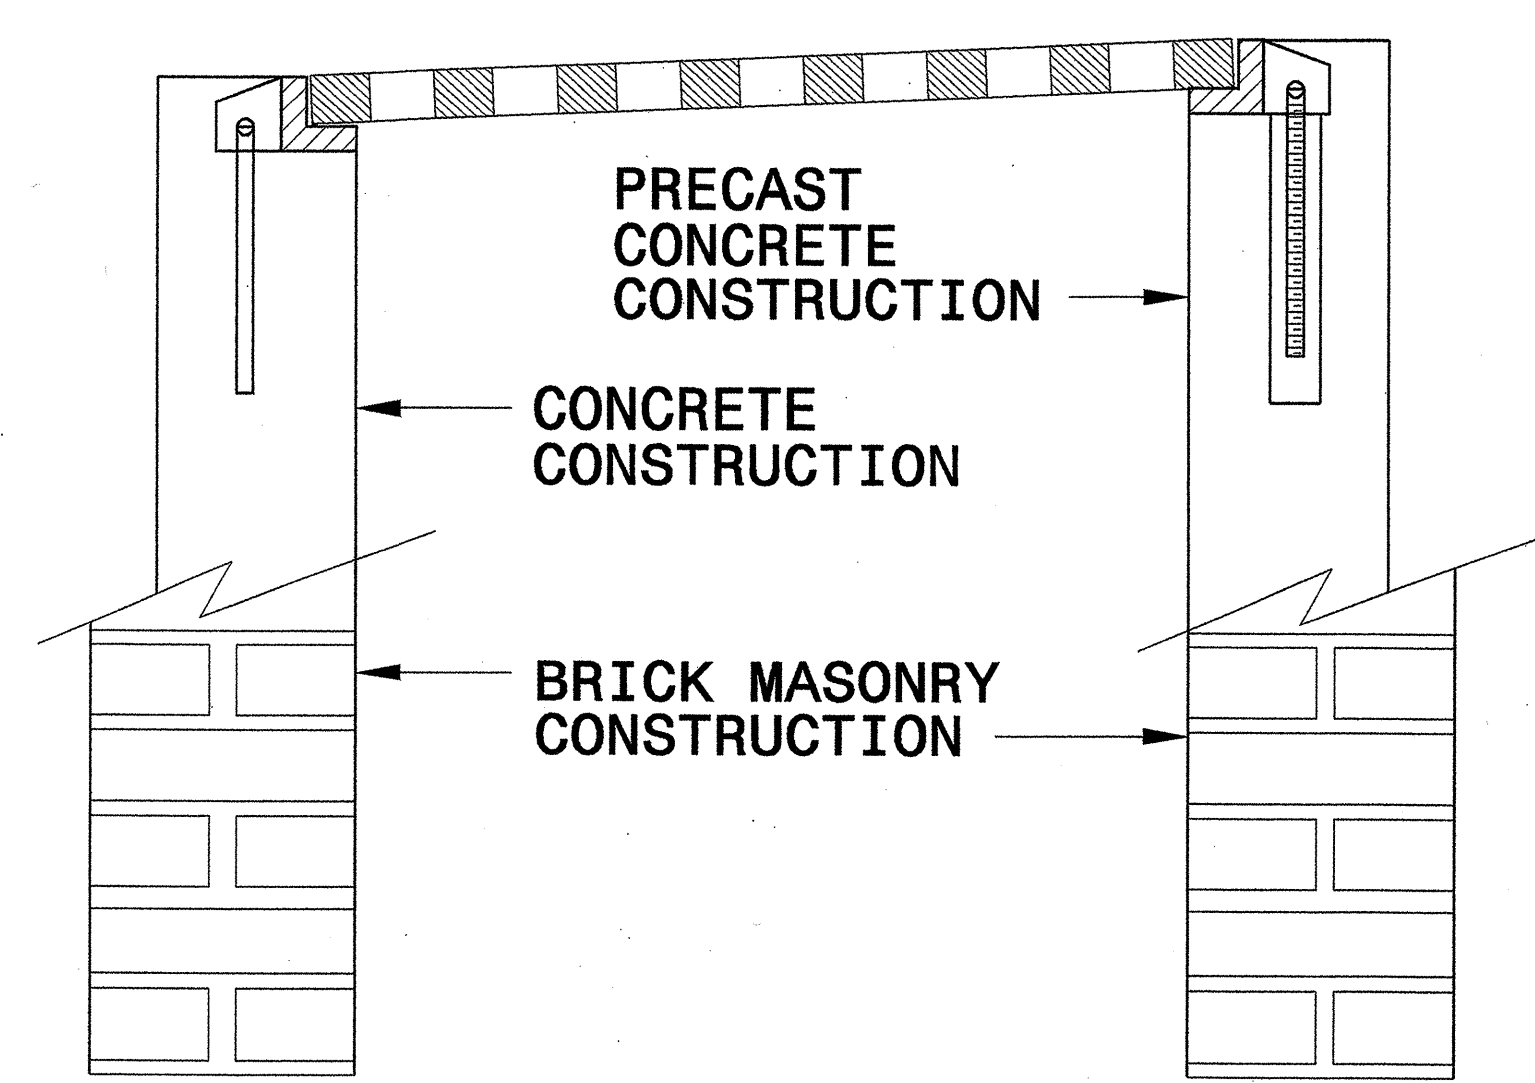 PRECAST
CONCRETE
CONSTRUCTION
CONCRETE
CONSTRUCTION
BRICK MASONRY
CONSTRUCTION